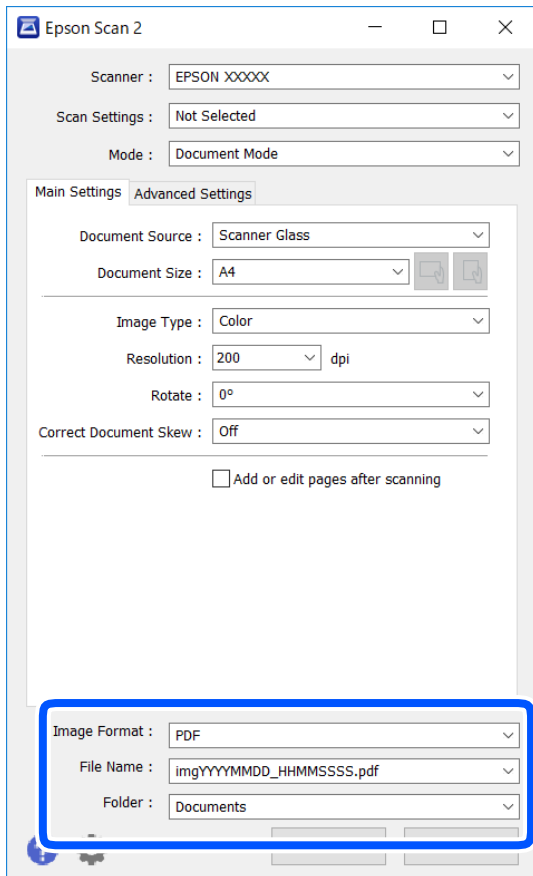 Epson Scan 2
Scanner : EPSON XXXXX
Scan Settings : Not Selected
Mode : Document Mode
Main Settings Advanced Settings
Document Source : Scanner Glass
Document Size : A4
Image Type : Color
Resolution : 200 dpi
Rotate : 0°
Correct Document Skew : Off
Add or edit pages after scanning
Image Format : PDF
File Name : imgYYYYMMDD_HHMMSSSS.pdf
Folder : Documents